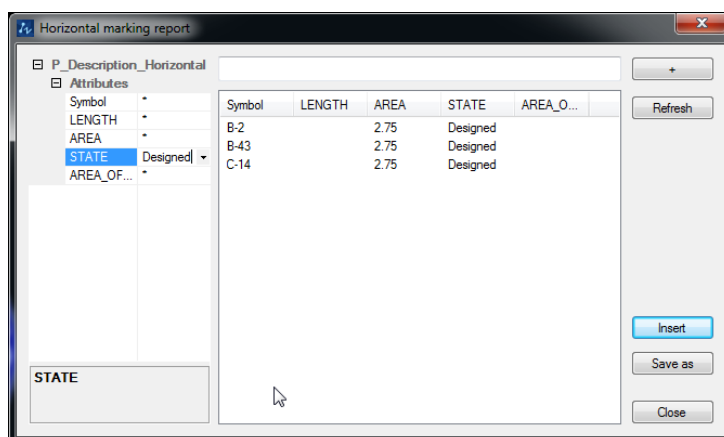 Horizontal marking report
P_Description_Horizontal
Attributes
Symbol *
LENGTH *
AREA *
STATE Designed
AREA_OF... *
STATE
Symbol LENGTH AREA STATE AREA_O...
B-2 2.75 Designed
B-43 2.75 Designed
C-14 2.75 Designed
+
Refresh
Insert
Save as
Close